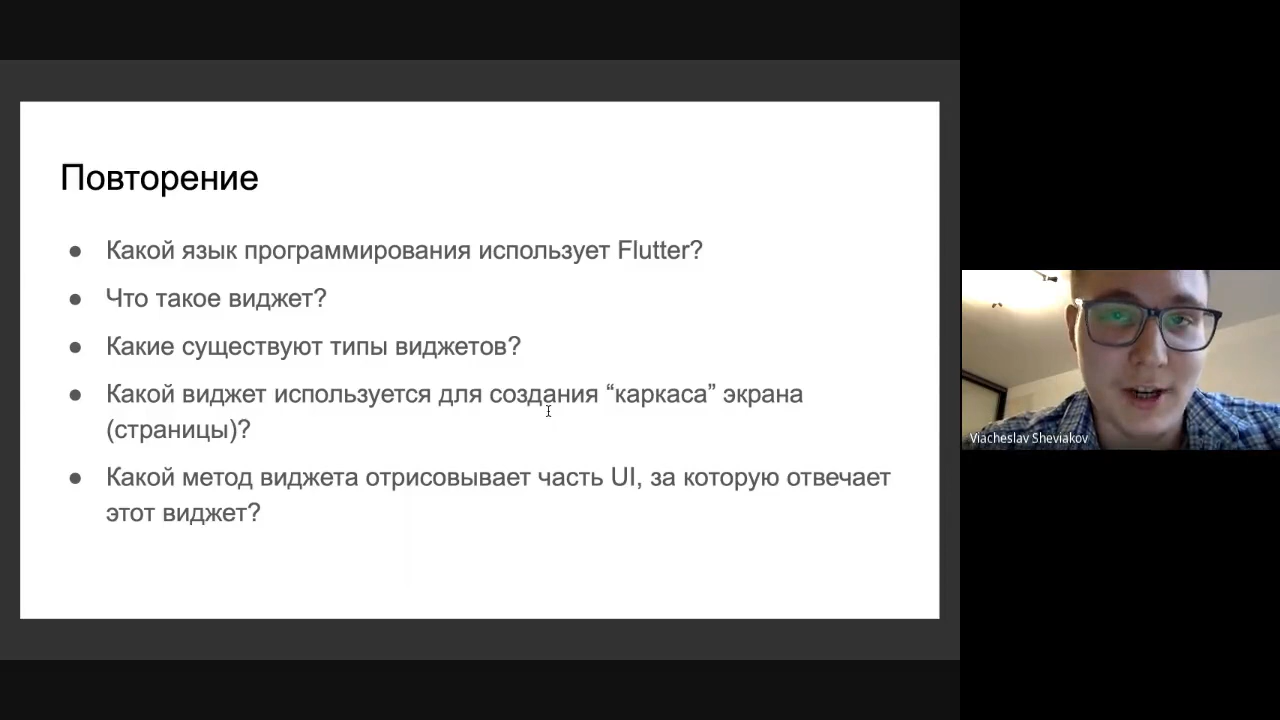 Повторение
● Какой язык программирования использует Flutter?
● Что такое виджет?
● Какие существуют типы виджетов?
● Какой виджет используется для создания “каркаса” экрана
(страницы)?
● Какой метод виджета отрисовывает часть UI, за которую отвечает
этот виджет?
Viacheslav Sheviakov